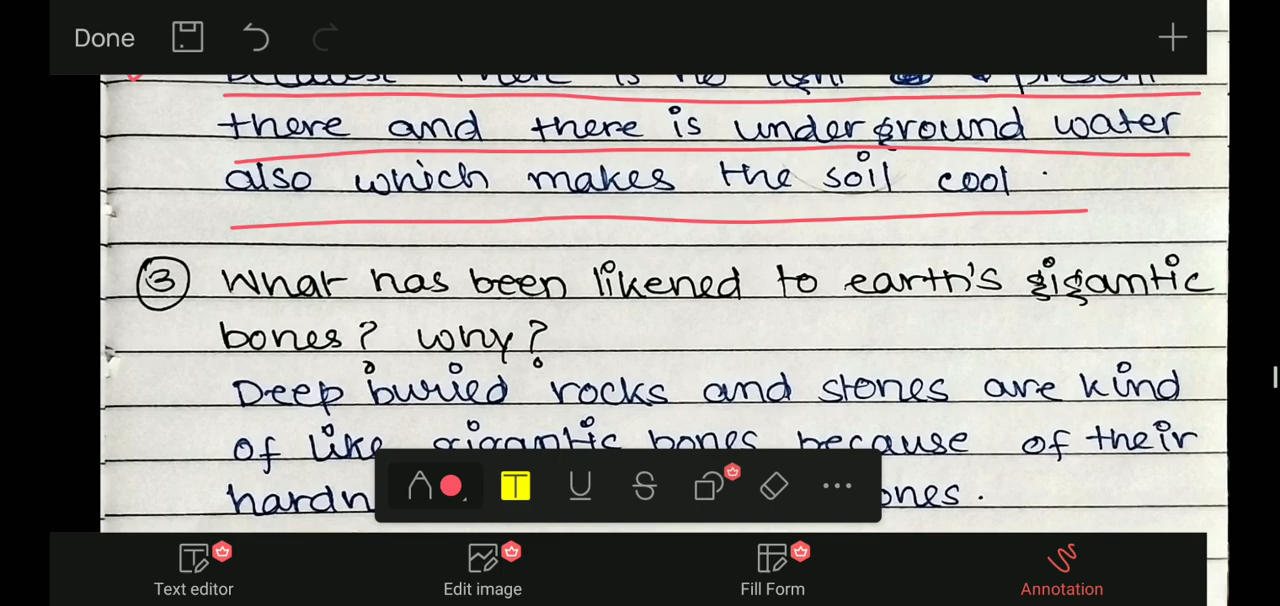 Done
there and there is underground water
also which makes the soil cool.
3 What has been likened to earth's gigantic
bones? Why?
Deep buried rocks and stones are kind
of like gigantic bones because of their
Text editor
Edit image
Fill Form
Annotation